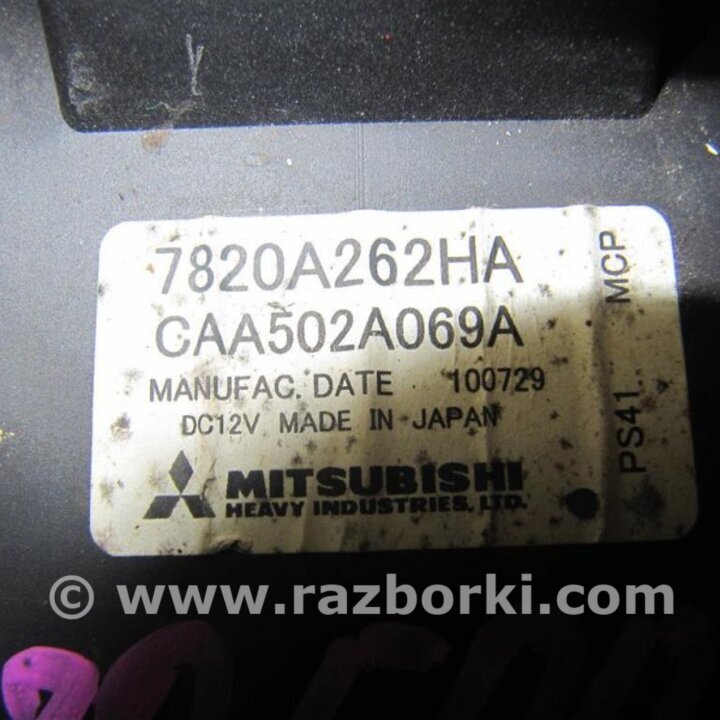 7820A262HA
CAA502A069A
MANUFAC. DATE 100729
DC12V MADE IN JAPAN
MITSUBISHI
HEAVY INDUSTRIES, LTD.
PS41 MCP
© www.razborki.com